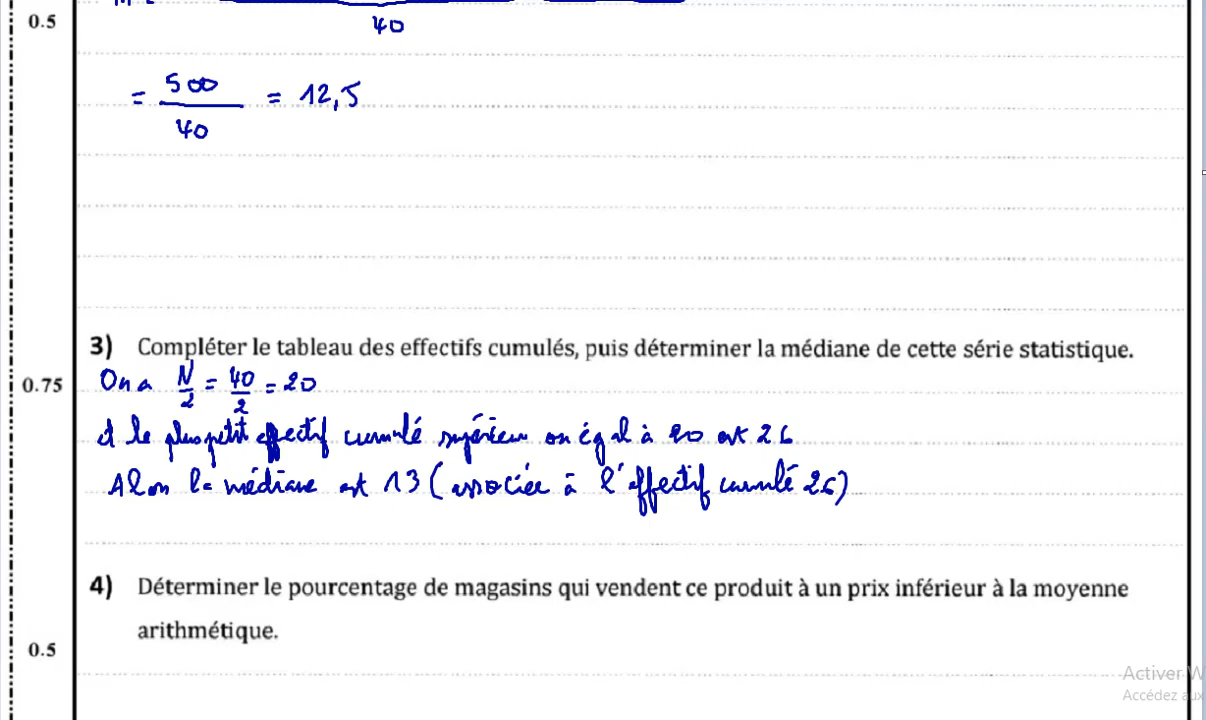 0.5
40
= 500/40 = 12,5
3) Compléter le tableau des effectifs cumulés, puis déterminer la médiane de cette série statistique.
0.75
On a N/2 = 40/2 = 20
et le plus petit effectif cumulé supérieur ou égal à 20 est 26
Alors la médiane est 13 (associée à l'effectif cumulé 26)
4) Déterminer le pourcentage de magasins qui vendent ce produit à un prix inférieur à la moyenne
arithmétique.
0.5
Activer W
Accédez aux